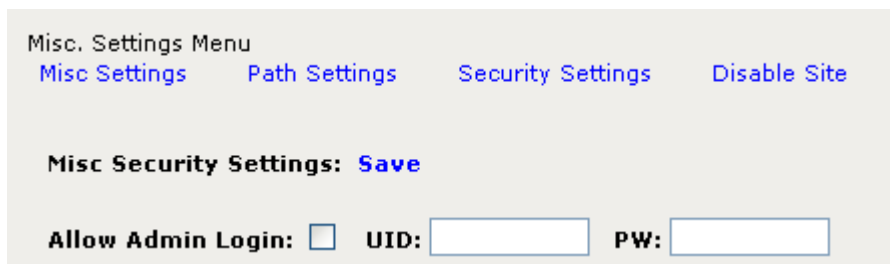 Misc. Settings Menu
Misc Settings Path Settings Security Settings Disable Site
Misc Security Settings: Save
Allow Admin Login: UID: PW: